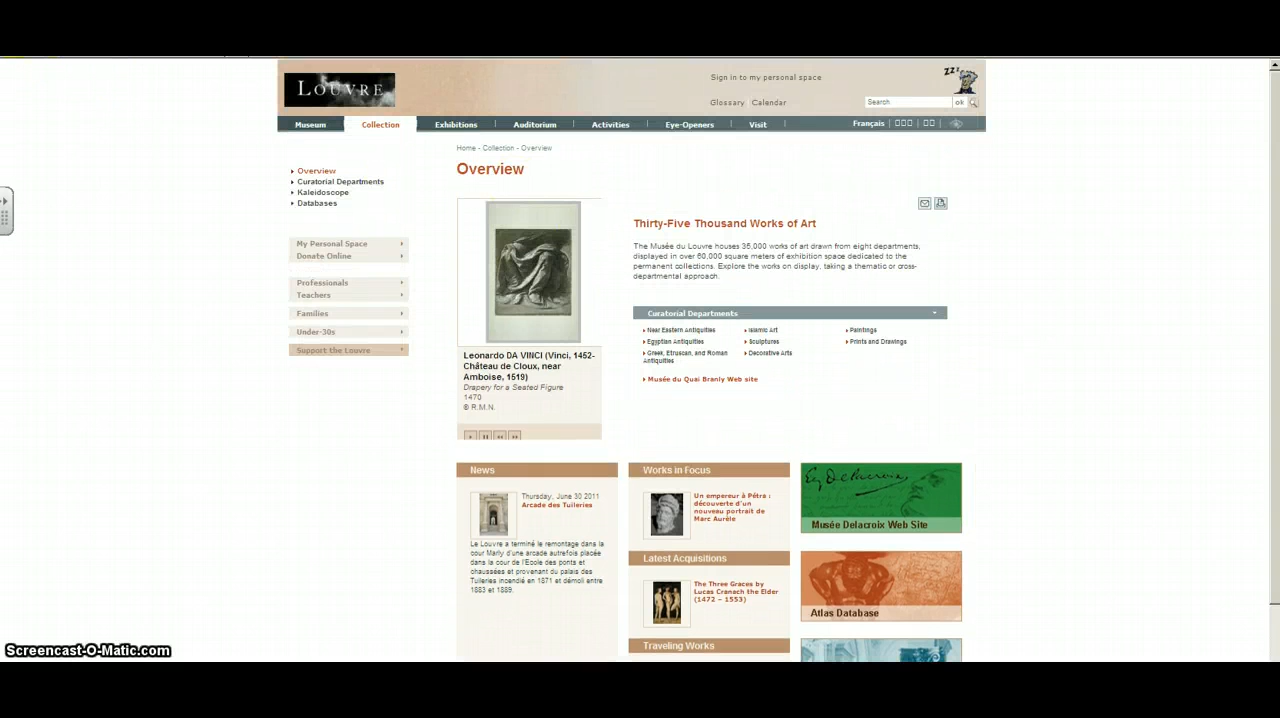 LOUVRE
Sign in to my personal space
ZZZ
Glossary Calendar
Search ok
Museum Collection Exhibitions Auditorium Activities Eye-Openers Visit Français
Home - Collection - Overview
Overview
Overview
Curatorial Departments
Kaleidoscope
Databases
My Personal Space
Donate Online
Professionals
Teachers
Families
Under-30s
Support the Louvre
Leonardo DA VINCI (Vinci, 1452-
Château de Cloux, near
Amboise, 1519)
Drapery for a Seated Figure
1470
© R.M.N.
Thirty-Five Thousand Works of Art
The Musée du Louvre houses 35,000 works of art drawn from eight departments,
displayed in over 60,000 square meters of exhibition space dedicated to the
permanent collections. Explore the works on display, taking a thematic or cross-
departmental approach.
Curatorial Departments
Near Eastern Antiquities
Egyptian Antiquities
Greek, Etruscan, and Roman
Antiquities
Islamic Art
Sculptures
Decorative Arts
Paintings
Prints and Drawings
Musée du Quai Branly Web site
News
Thursday, June 30 2011
Arcade des Tuileries
Le Louvre a terminé le remontage dans la
cour Marly d'une arcade autrefois placée
dans la cour de l'Ecole des ponts et
chaussées et provenant du palais des
Tuileries incendié en 1871 et démoli entre
1883 et 1889.
Works in Focus
Un empereur à Pétra :
découverte d'un
nouveau portrait de
Marc Aurèle
Latest Acquisitions
The Three Graces by
Lucas Cranach the Elder
(1472 – 1553)
Traveling Works
Eug Delacroix
Musée Delacroix Web Site
Atlas Database
Screencast-O-Matic.com